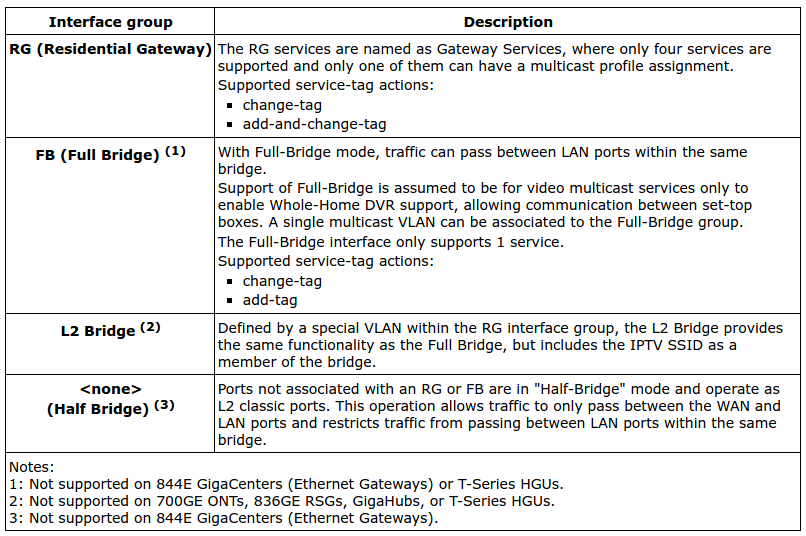 Interface group
Description
RG (Residential Gateway)
The RG services are named as Gateway Services, where only four services are
supported and only one of them can have a multicast profile assignment.
Supported service-tag actions:
▪ change-tag
▪ add-and-change-tag
FB (Full Bridge) (1)
With Full-Bridge mode, traffic can pass between LAN ports within the same
bridge.
Support of Full-Bridge is assumed to be for video multicast services only to
enable Whole-Home DVR support, allowing communication between set-top
boxes. A single multicast VLAN can be associated to the Full-Bridge group.
The Full-Bridge interface only supports 1 service.
Supported service-tag actions:
▪ change-tag
▪ add-tag
L2 Bridge (2)
Defined by a special VLAN within the RG interface group, the L2 Bridge provides
the same functionality as the Full Bridge, but includes the IPTV SSID as a
member of the bridge.
<none>
(Half Bridge) (3)
Ports not associated with an RG or FB are in "Half-Bridge" mode and operate as
L2 classic ports. This operation allows traffic to only pass between the WAN and
LAN ports and restricts traffic from passing between LAN ports within the same
bridge.
Notes:
1: Not supported on 844E GigaCenters (Ethernet Gateways) or T-Series HGUs.
2: Not supported on 700GE ONTs, 836GE RSGs, GigaHubs, or T-Series HGUs.
3: Not supported on 844E GigaCenters (Ethernet Gateways).